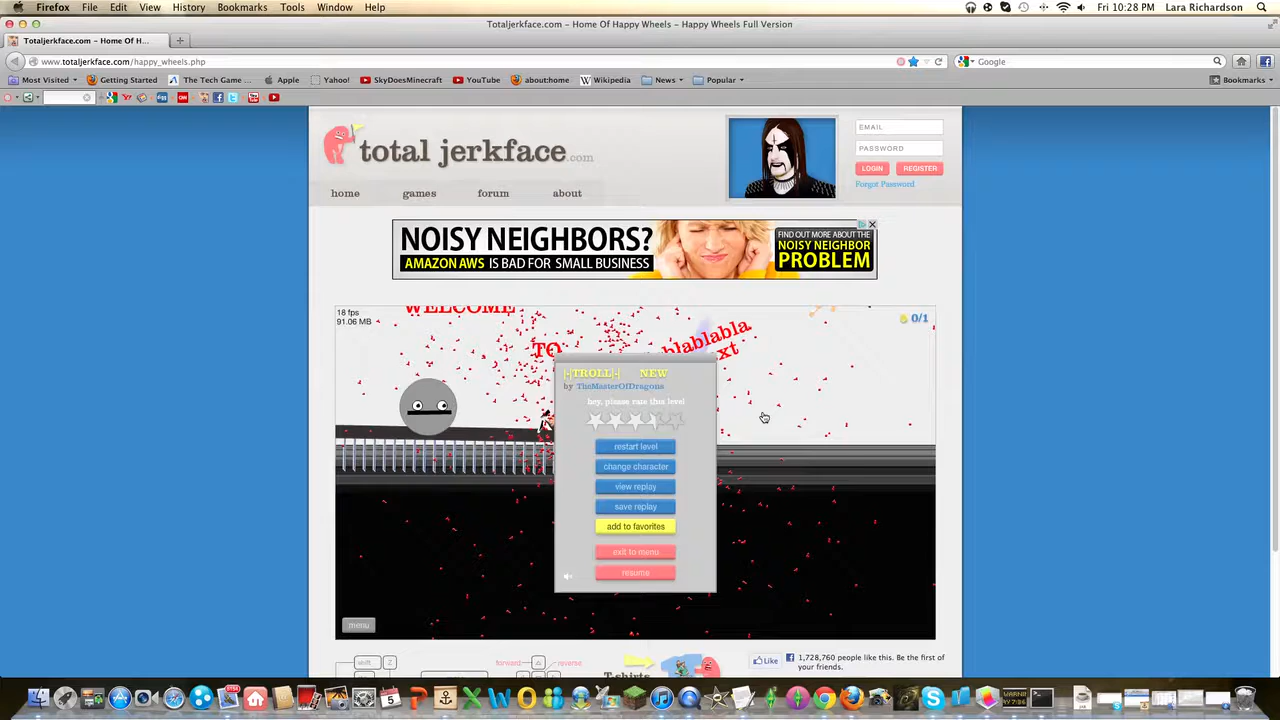 Firefox File Edit View History Bookmarks Tools Window Help Fri 10:28 PM Lara Richardson
Totaljerkface.com - Home Of Happy Wheels - Happy Wheels Full Version
Totaljerkface.com - Home Of H...
www.totaljerkface.com/happy_wheels.php Google
Most Visited Getting Started The Tech Game ... Apple Yahoo! SkyDoesMinecraft YouTube about:home Wikipedia News Popular Bookmarks
total jerkface.com
EMAIL
PASSWORD
LOGIN REGISTER
Forgot Password
home games forum about
NOISY NEIGHBORS?
AMAZON AWS IS BAD FOR SMALL BUSINESS
FIND OUT MORE ABOUT THE
NOISY NEIGHBOR
PROBLEM
18 fps
91.06 MB
WELCOME
0/1
TO
blablabla
xt
|-|TROLL|-| NEW
by TheMasterOfDragons
hey, please rate this level
restart level
change character
view replay
save replay
add to favorites
exit to menu
resume
menu
shift Z forward reverse
T-shirts
Like 1,728,760 people like this. Be the first of
your friends.